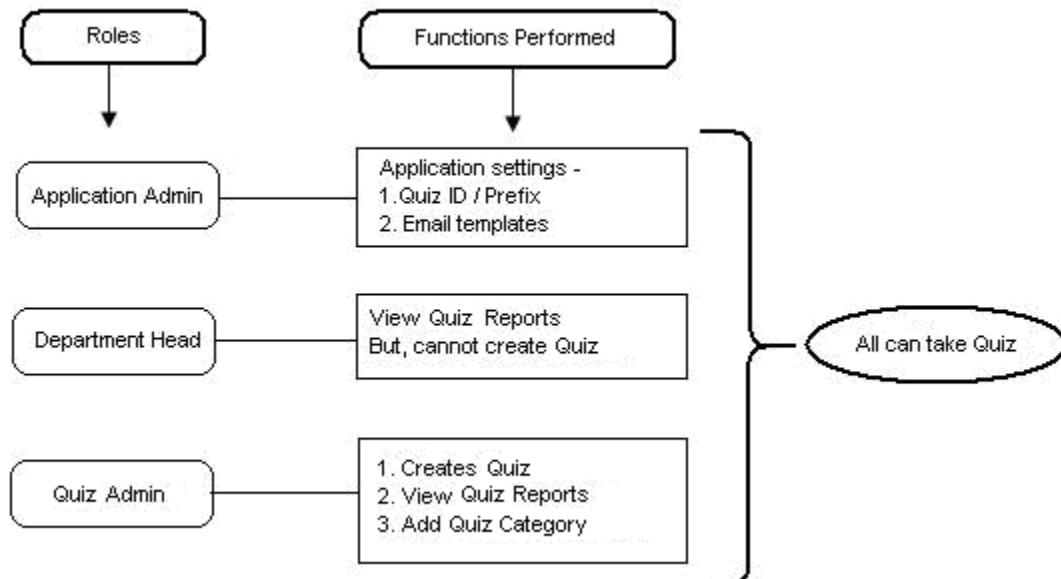 Roles
Functions Performed
Application Admin
Application settings -
1. Quiz ID / Prefix
2. Email templates
Department Head
View Quiz Reports
But, cannot create Quiz
All can take Quiz
Quiz Admin
1. Creates Quiz
2. View Quiz Reports
3. Add Quiz Category